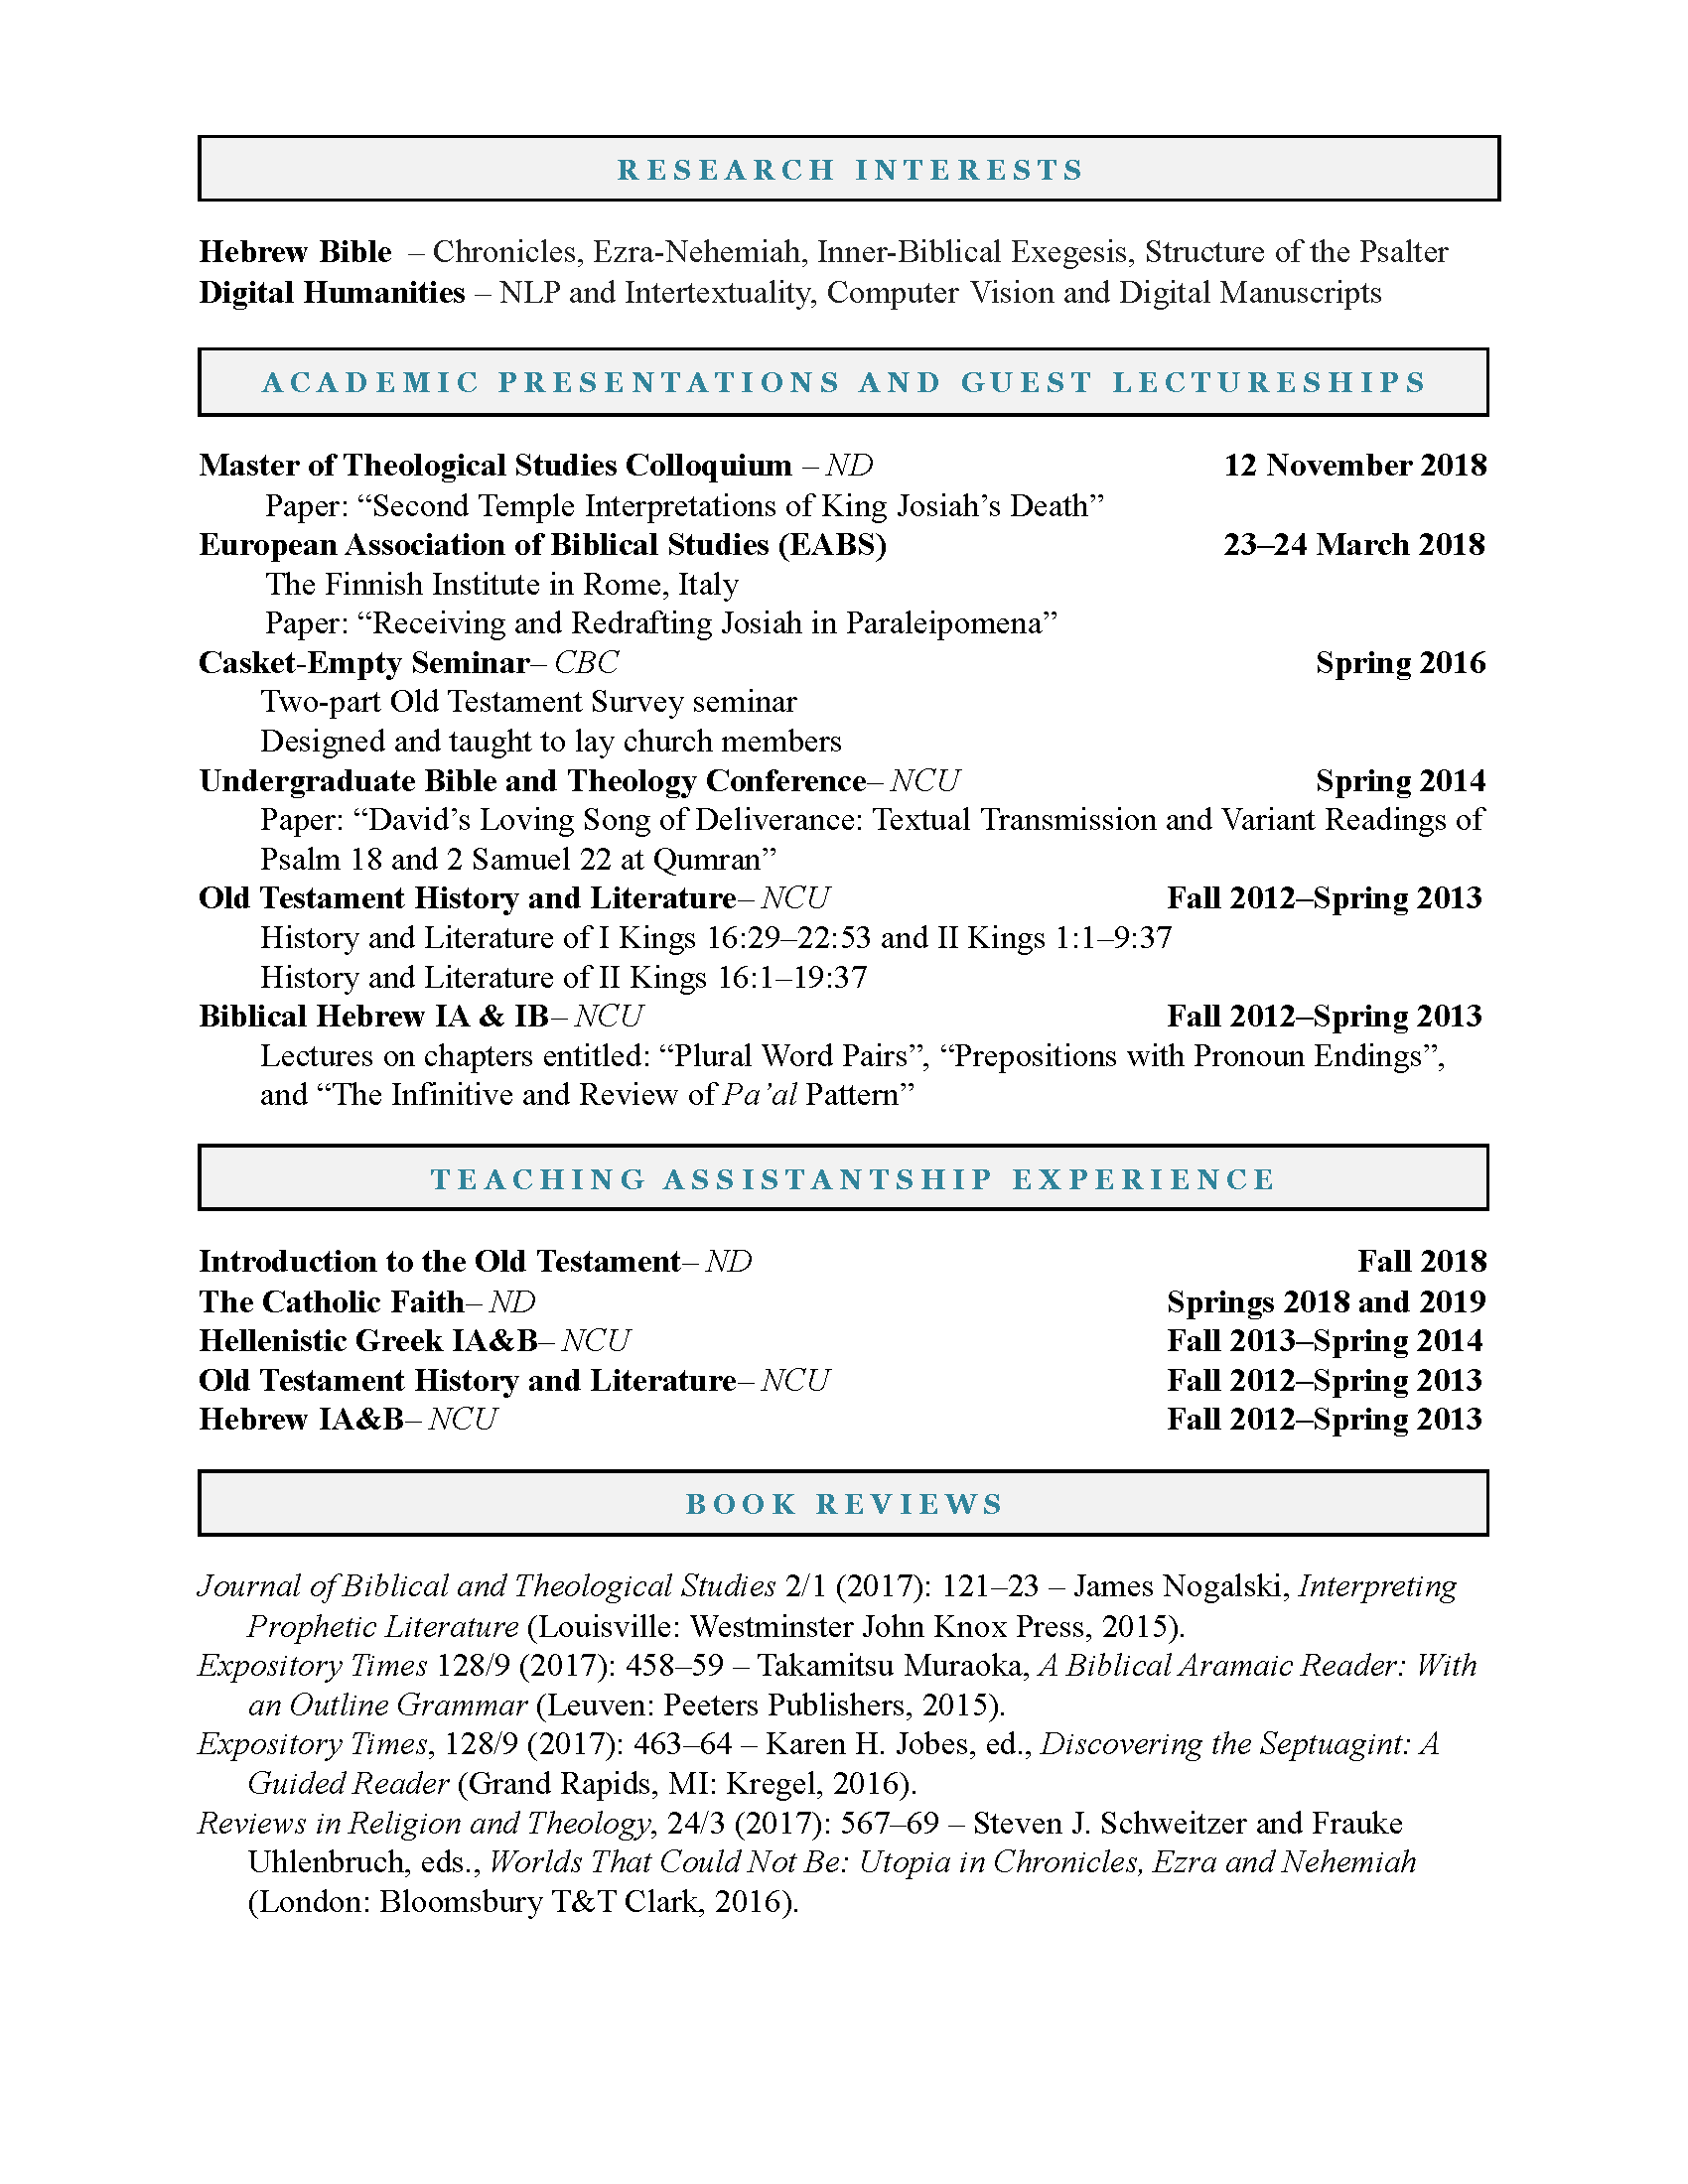 RESEARCH INTERESTS
Hebrew Bible – Chronicles, Ezra-Nehemiah, Inner-Biblical Exegesis, Structure of the Psalter
Digital Humanities – NLP and Intertextuality, Computer Vision and Digital Manuscripts
ACADEMIC PRESENTATIONS AND GUEST LECTURESHIPS
Master of Theological Studies Colloquium – ND 12 November 2018
Paper: “Second Temple Interpretations of King Josiah’s Death”
European Association of Biblical Studies (EABS) 23–24 March 2018
The Finnish Institute in Rome, Italy
Paper: “Receiving and Redrafting Josiah in Paraleipomena”
Casket-Empty Seminar– CBC Spring 2016
Two-part Old Testament Survey seminar
Designed and taught to lay church members
Undergraduate Bible and Theology Conference– NCU Spring 2014
Paper: “David’s Loving Song of Deliverance: Textual Transmission and Variant Readings of
Psalm 18 and 2 Samuel 22 at Qumran”
Old Testament History and Literature– NCU Fall 2012–Spring 2013
History and Literature of I Kings 16:29–22:53 and II Kings 1:1–9:37
History and Literature of II Kings 16:1–19:37
Biblical Hebrew IA & IB– NCU Fall 2012–Spring 2013
Lectures on chapters entitled: “Plural Word Pairs”, “Prepositions with Pronoun Endings”,
and “The Infinitive and Review of Pa’al Pattern”
TEACHING ASSISTANTSHIP EXPERIENCE
Introduction to the Old Testament– ND Fall 2018
The Catholic Faith– ND Springs 2018 and 2019
Hellenistic Greek IA&B– NCU Fall 2013–Spring 2014
Old Testament History and Literature– NCU Fall 2012–Spring 2013
Hebrew IA&B– NCU Fall 2012–Spring 2013
BOOK REVIEWS
Journal of Biblical and Theological Studies 2/1 (2017): 121–23 – James Nogalski, Interpreting
Prophetic Literature (Louisville: Westminster John Knox Press, 2015).
Expository Times 128/9 (2017): 458–59 – Takamitsu Muraoka, A Biblical Aramaic Reader: With
an Outline Grammar (Leuven: Peeters Publishers, 2015).
Expository Times, 128/9 (2017): 463–64 – Karen H. Jobes, ed., Discovering the Septuagint: A
Guided Reader (Grand Rapids, MI: Kregel, 2016).
Reviews in Religion and Theology, 24/3 (2017): 567–69 – Steven J. Schweitzer and Frauke
Uhlenbruch, eds., Worlds That Could Not Be: Utopia in Chronicles, Ezra and Nehemiah
(London: Bloomsbury T&T Clark, 2016).